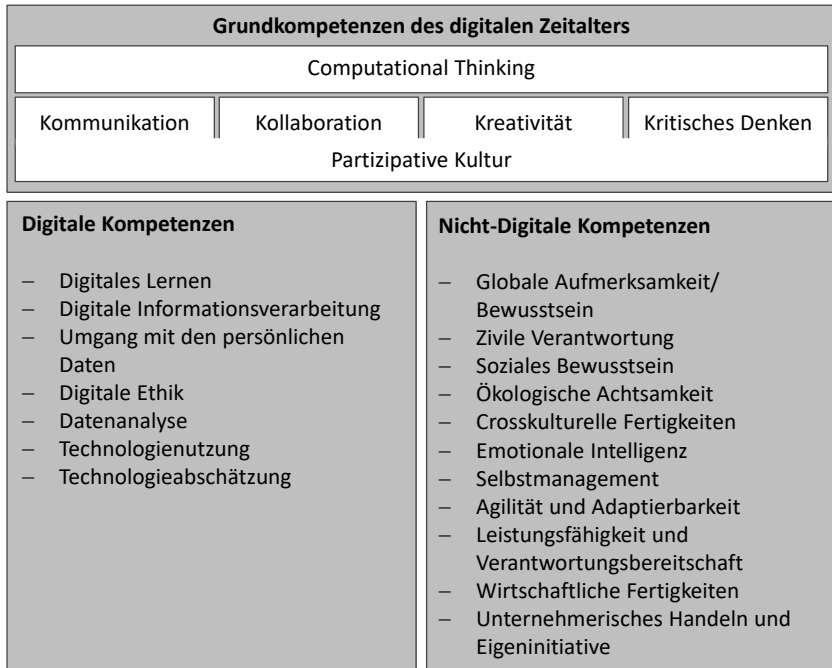 Grundkompetenzen des digitalen Zeitalters
Computational Thinking
Kommunikation
Kollaboration
Kreativität
Kritisches Denken
Partizipative Kultur
Digitale Kompetenzen
– Digitales Lernen
– Digitale Informationsverarbeitung
– Umgang mit den persönlichen
Daten
– Digitale Ethik
– Datenanalyse
– Technologienutzung
– Technologieabschätzung
Nicht-Digitale Kompetenzen
– Globale Aufmerksamkeit/
Bewusstsein
– Zivile Verantwortung
– Soziales Bewusstsein
– Ökologische Achtsamkeit
– Crosskulturelle Fertigkeiten
– Emotionale Intelligenz
– Selbstmanagement
– Agilität und Adaptierbarkeit
– Leistungsfähigkeit und
Verantwortungsbereitschaft
– Wirtschaftliche Fertigkeiten
– Unternehmerisches Handeln und
Eigeninitiative